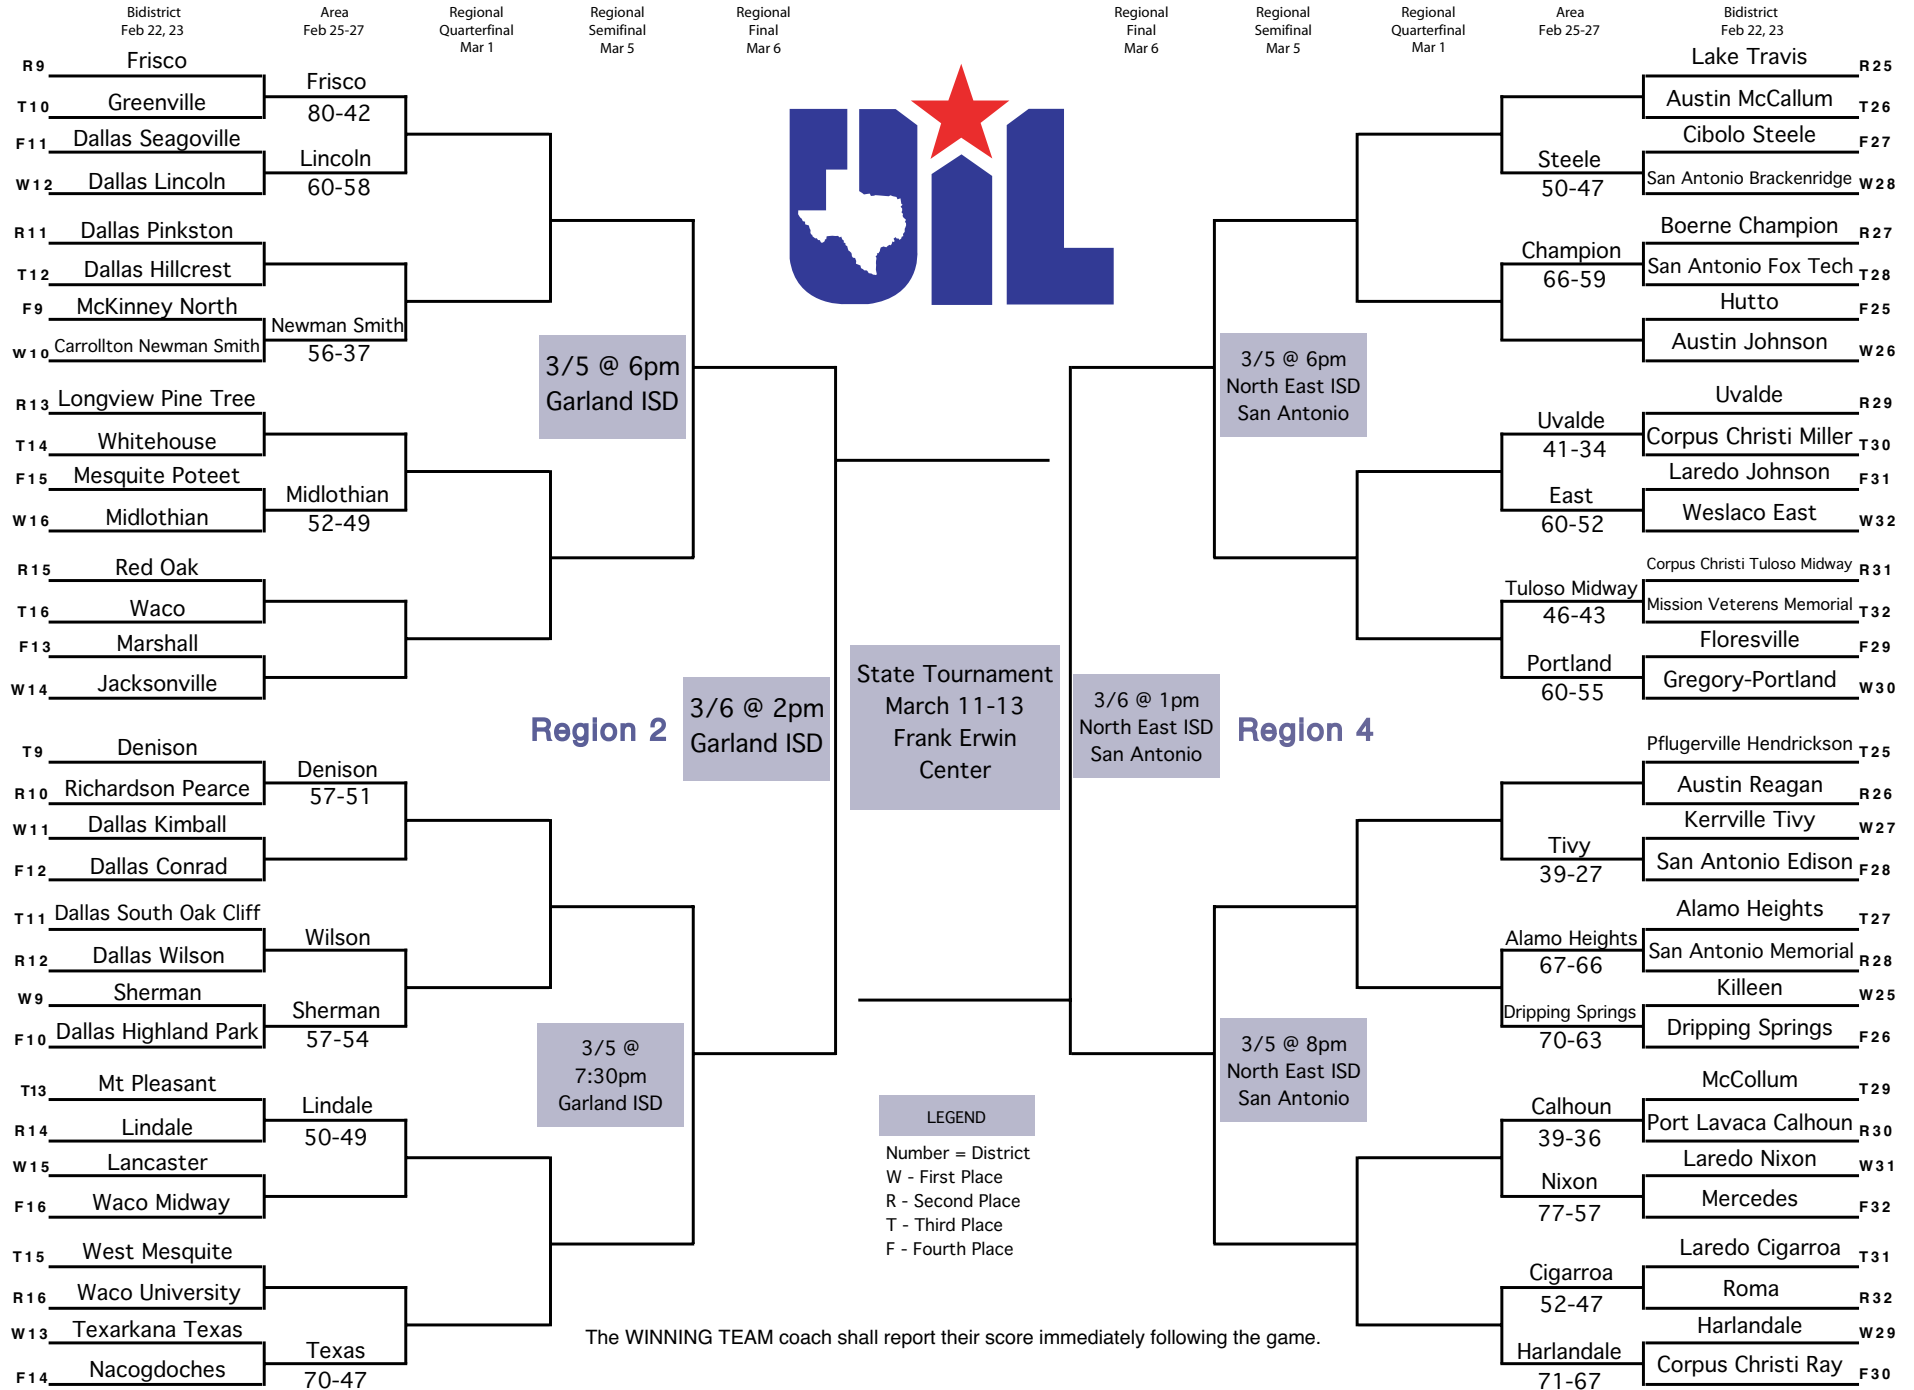 Bidistrict
Feb 22, 23
Area
Feb 25-27
Regional
Quarterfinal
Mar 1
Regional
Semifinal
Mar 5
Regional
Final
Mar 6
Regional
Final
Mar 6
Regional
Semifinal
Mar 5
Regional
Quarterfinal
Mar 1
Area
Feb 25-27
Bidistrict
Feb 22, 23
R9 Frisco
T10 Greenville
F11 Dallas Seagoville
W12 Dallas Lincoln
R11 Dallas Pinkston
T12 Dallas Hillcrest
F9 McKinney North
W10 Carrollton Newman Smith
R13 Longview Pine Tree
T14 Whitehouse
F15 Mesquite Poteet
W16 Midlothian
R15 Red Oak
T16 Waco
F13 Marshall
W14 Jacksonville
T9 Denison
R10 Richardson Pearce
W11 Dallas Kimball
F12 Dallas Conrad
T11 Dallas South Oak Cliff
R12 Dallas Wilson
W9 Sherman
F10 Dallas Highland Park
T13 Mt Pleasant
R14 Lindale
W15 Lancaster
F16 Waco Midway
T15 West Mesquite
R16 Waco University
W13 Texarkana Texas
F14 Nacogdoches
Frisco
80-42
Lincoln
60-58
Newman Smith
56-37
Midlothian
52-49
Denison
57-51
Wilson
Sherman
57-54
Lindale
50-49
Texas
70-47
3/5 @ 6pm
Garland ISD
Region 2
3/6 @ 2pm
Garland ISD
3/5 @
7:30pm
Garland ISD
UIL
State Tournament
March 11-13
Frank Erwin
Center
LEGEND
Number = District
W - First Place
R - Second Place
T - Third Place
F - Fourth Place
The WINNING TEAM coach shall report their score immediately following the game.
3/5 @ 6pm
North East ISD
San Antonio
3/6 @ 1pm
North East ISD
San Antonio
Region 4
3/5 @ 8pm
North East ISD
San Antonio
Steele
50-47
Champion
66-59
Uvalde
41-34
East
60-52
Tuloso Midway
46-43
Portland
60-55
Tivy
39-27
Alamo Heights
67-66
Dripping Springs
70-63
Calhoun
39-36
Nixon
77-57
Cigarroa
52-47
Harlandale
71-67
Lake Travis R25
Austin McCallum T26
Cibolo Steele F27
San Antonio Brackenridge W28
Boerne Champion R27
San Antonio Fox Tech T28
Hutto F25
Austin Johnson W26
Uvalde R29
Corpus Christi Miller T30
Laredo Johnson F31
Weslaco East W32
Corpus Christi Tuloso Midway R31
Mission Veterens Memorial T32
Floresville F29
Gregory-Portland W30
Pflugerville Hendrickson T25
Austin Reagan R26
Kerrville Tivy W27
San Antonio Edison F28
Alamo Heights T27
San Antonio Memorial R28
Killeen W25
Dripping Springs F26
McCollum T29
Port Lavaca Calhoun R30
Laredo Nixon W31
Mercedes F32
Laredo Cigarroa T31
Roma R32
Harlandale W29
Corpus Christi Ray F30